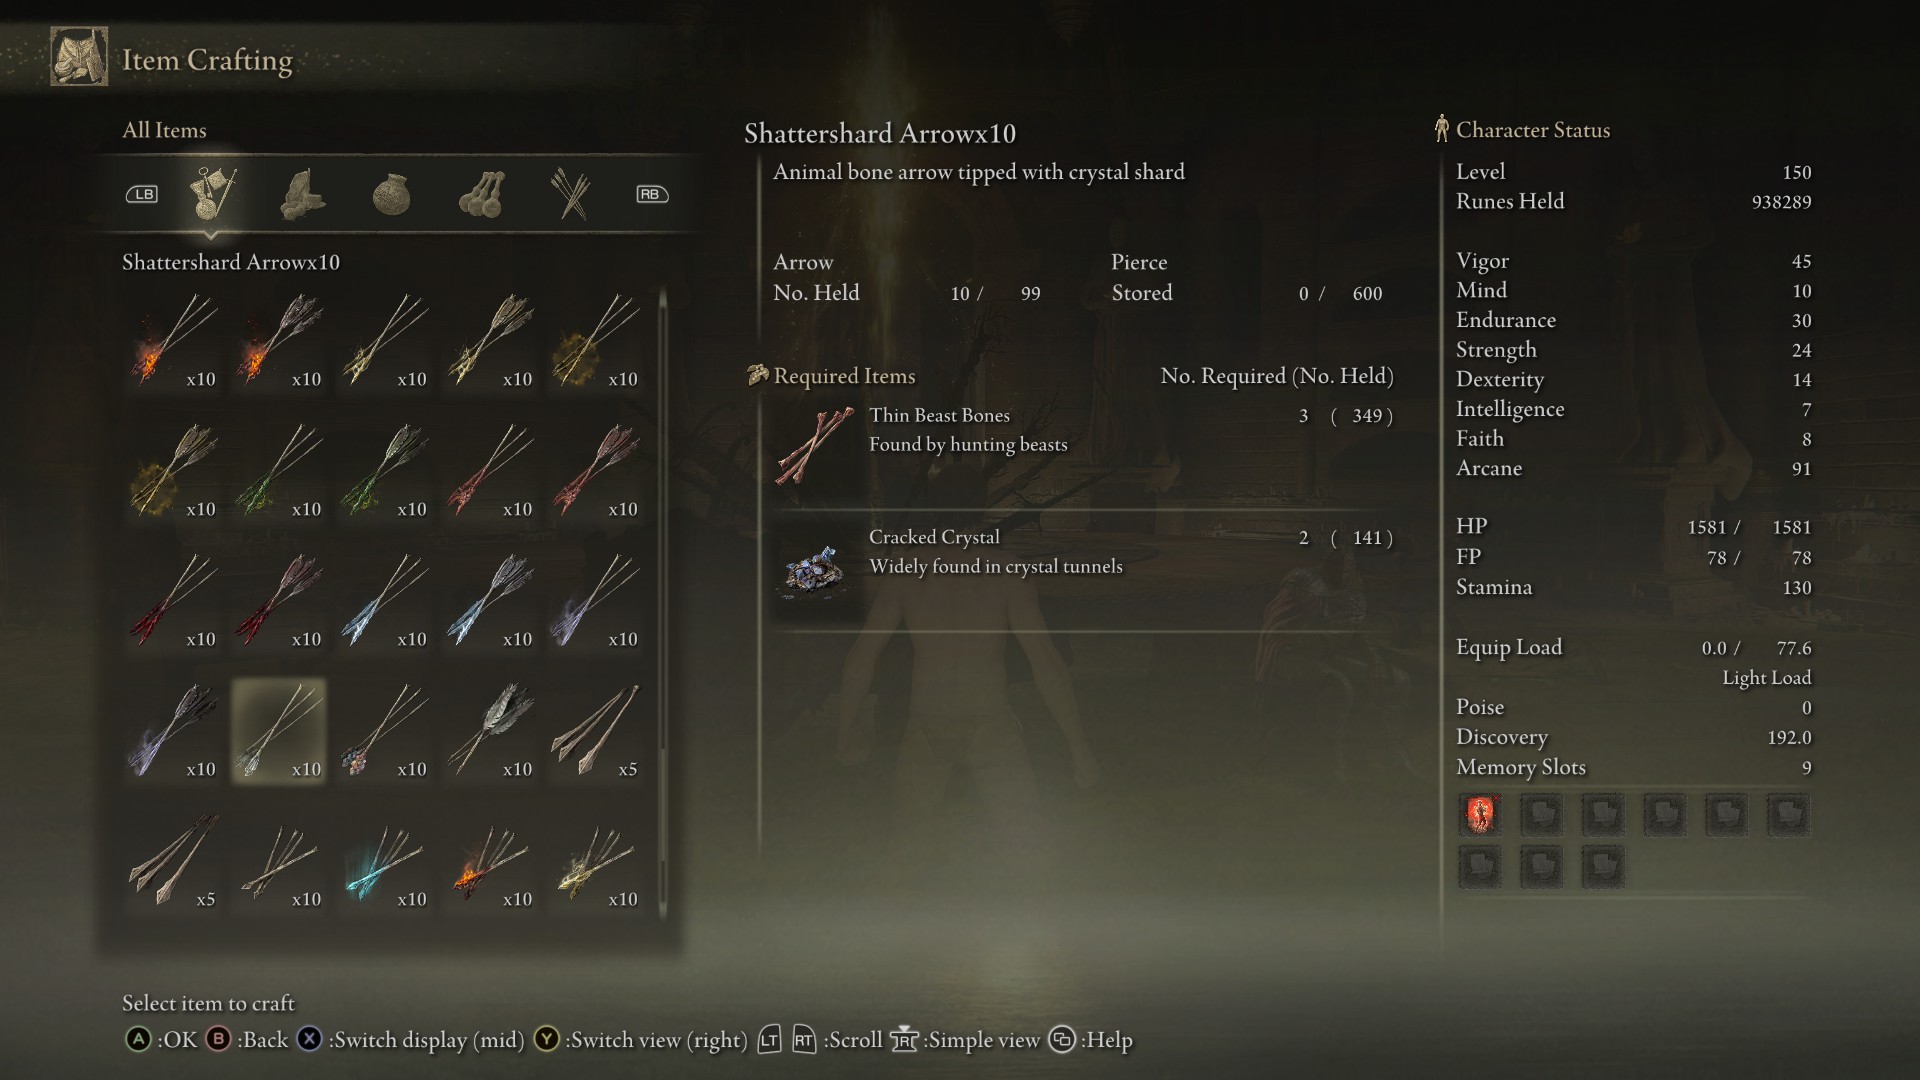 Item Crafting
All Items
LB
RB
Shattershard Arrowx10
x10 x10 x10 x10 x10
x10 x10 x10 x10 x10
x10 x10 x10 x10 x10
x10 x10 x10 x10 x5
x5 x10 x10 x10 x10
Shattershard Arrowx10
Animal bone arrow tipped with crystal shard
Arrow Pierce
No. Held 10 / 99 Stored 0 / 600
Required Items No. Required (No. Held)
Thin Beast Bones 3 ( 349 )
Found by hunting beasts
Cracked Crystal 2 ( 141 )
Widely found in crystal tunnels
Character Status
Level 150
Runes Held 938289
Vigor 45
Mind 10
Endurance 30
Strength 24
Dexterity 14
Intelligence 7
Faith 8
Arcane 91
HP 1581 / 1581
FP 78 / 78
Stamina 130
Equip Load 0.0 / 77.6
Light Load
Poise 0
Discovery 192.0
Memory Slots 9
Select item to craft
A :OK B :Back X :Switch display (mid) Y :Switch view (right) LT RT :Scroll R :Simple view :Help